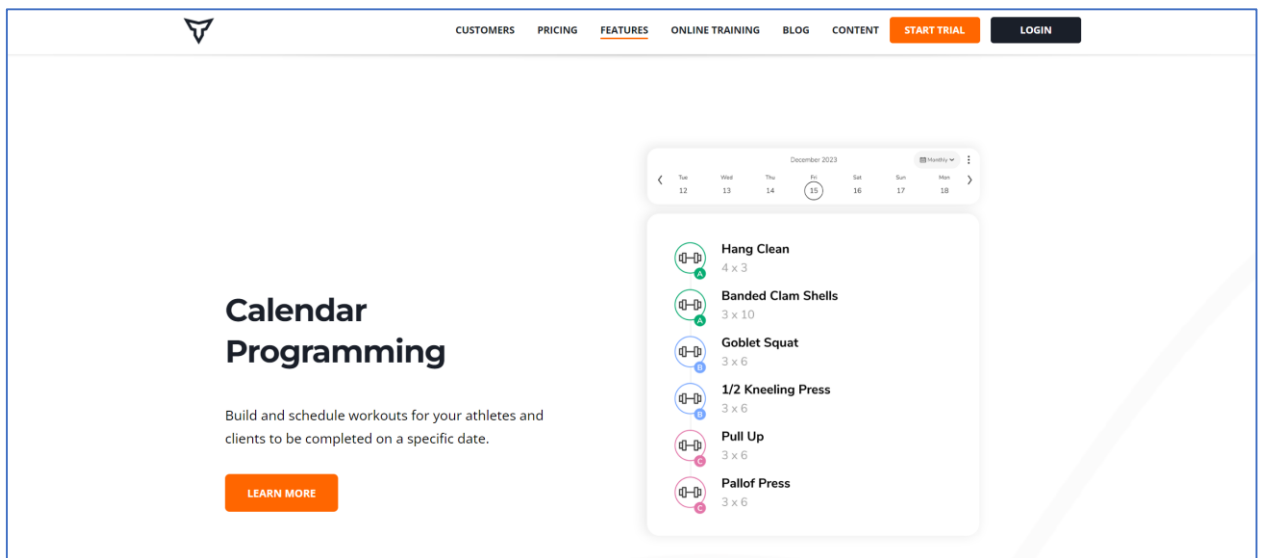 CUSTOMERS PRICING FEATURES ONLINE TRAINING BLOG CONTENT START TRIAL LOGIN
December 2023 Monthly
Tue Wed Thu Fri Sat Sun Mon
12 13 14 15 16 17 18
Hang Clean
4 x 3
A
Banded Clam Shells
3 x 10
A
Goblet Squat
3 x 6
B
1/2 Kneeling Press
3 x 6
B
Pull Up
3 x 6
C
Pallof Press
3 x 6
C
Calendar
Programming
Build and schedule workouts for your athletes and
clients to be completed on a specific date.
LEARN MORE